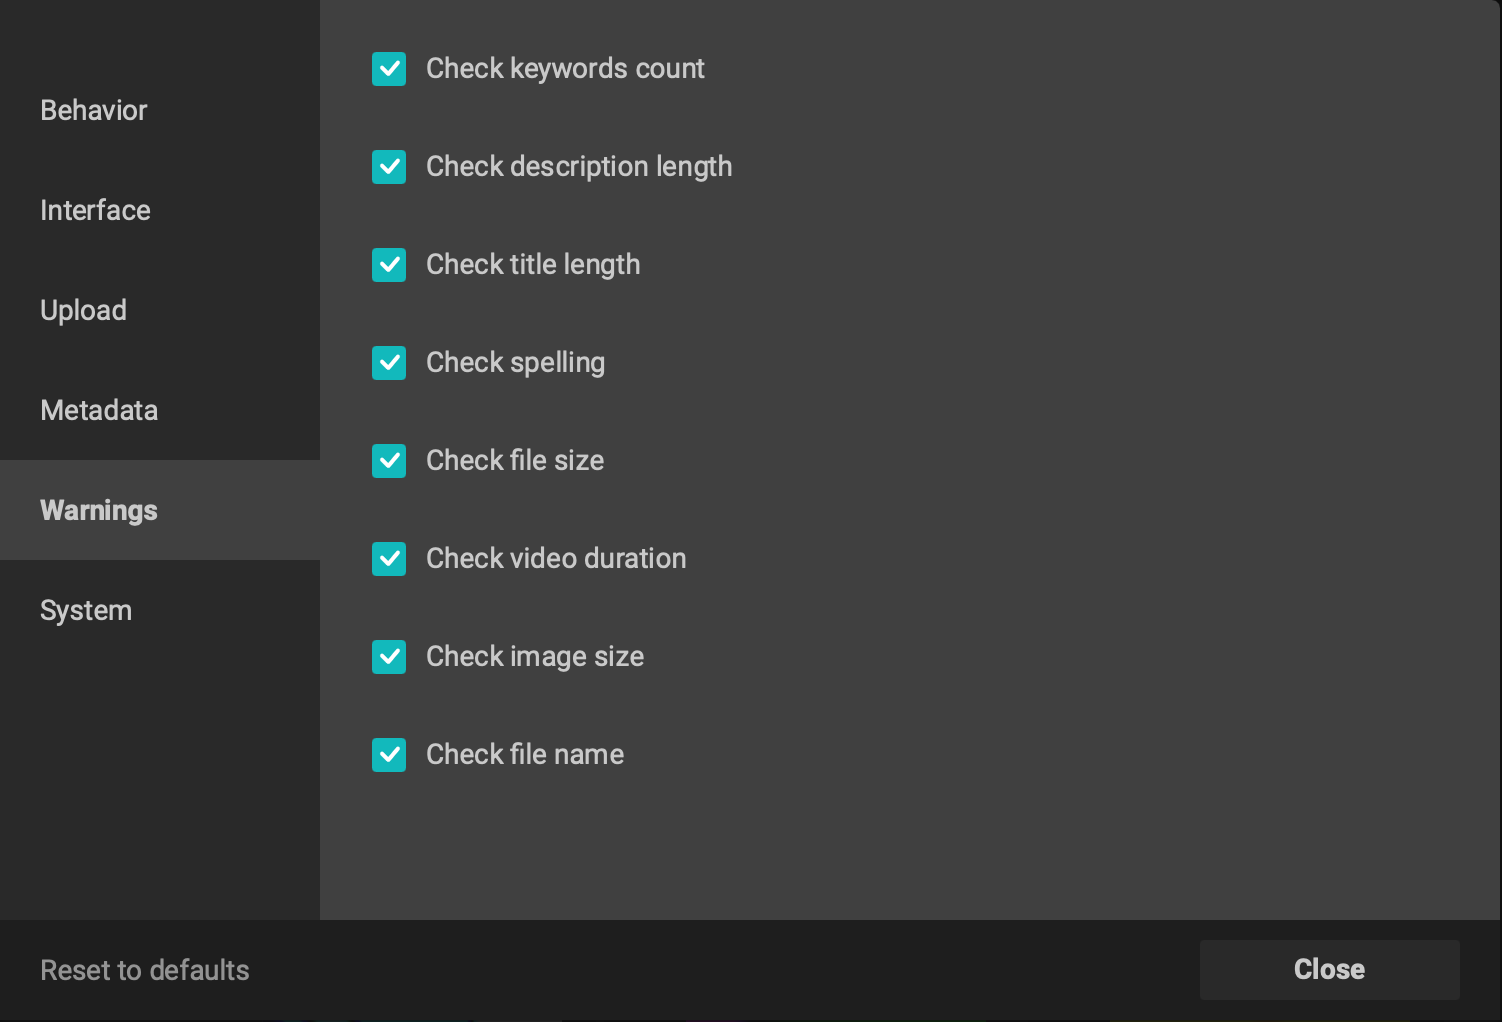 Behavior
Interface
Upload
Metadata
Warnings
System
Check keywords count
Check description length
Check title length
Check spelling
Check file size
Check video duration
Check image size
Check file name
Reset to defaults
Close